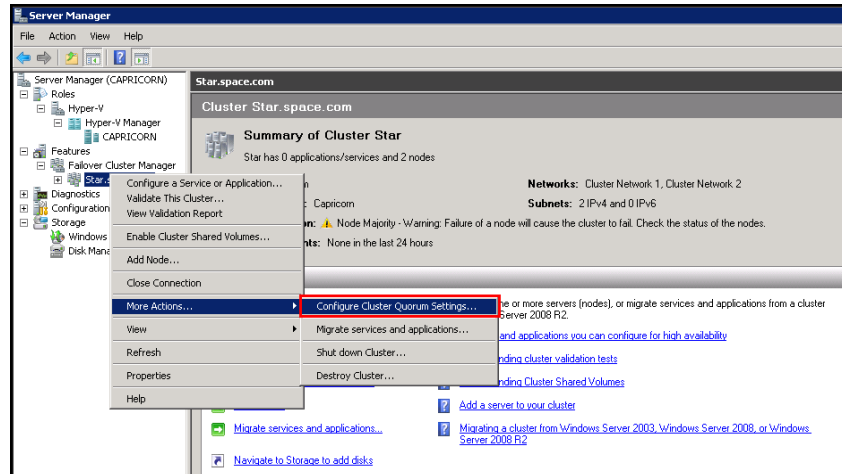 Server Manager
File Action View Help
Server Manager (CAPRICORN)
Roles
Hyper-V
Hyper-V Manager
CAPRICORN
Features
Failover Cluster Manager
Star.
Diagnostics
Configuration
Storage
Windows
Disk Mana
Star.space.com
Cluster Star.space.com
Summary of Cluster Star
Star has 0 applications/services and 2 nodes
Networks: Cluster Network 1, Cluster Network 2
: Capricorn
Subnets: 2 IPv4 and 0 IPv6
on: Node Majority - Warning: Failure of a node will cause the cluster to fail. Check the status of the nodes.
nts: None in the last 24 hours
Configure a Service or Application...
Validate This Cluster...
View Validation Report
Enable Cluster Shared Volumes...
Add Node...
Close Connection
More Actions...
View
Refresh
Properties
Help
Configure Cluster Quorum Settings...
Migrate services and applications...
Shut down Cluster...
Destroy Cluster...
e or more servers (nodes), or migrate services and applications from a cluster
Server 2008 R2.
and applications you can configure for high availability
nding cluster validation tests
nding Cluster Shared Volumes
Add a server to your cluster
Migrate services and applications...
Migrating a cluster from Windows Server 2003, Windows Server 2008, or Windows
Server 2008 R2
Navigate to Storage to add disks